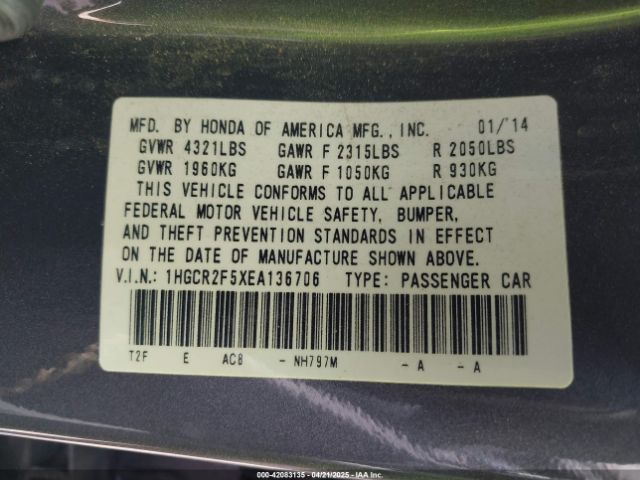 MFD. BY HONDA OF AMERICA MFG., INC. 01/'14
GVWR 4321LBS GAWR F 2315LBS R 2050LBS
GVWR 1960KG GAWR F 1050KG R 930KG
THIS VEHICLE CONFORMS TO ALL APPLICABLE
FEDERAL MOTOR VEHICLE SAFETY, BUMPER,
AND THEFT PREVENTION STANDARDS IN EFFECT
ON THE DATE OF MANUFACTURE SHOWN ABOVE.
V.I.N.: 1HGCR2F5XEA136706 TYPE: PASSENGER CAR
T2F E AC8 - NH797M - A - A
000-42083135 - 04/21/2025 - Copyright © IAA, Inc.